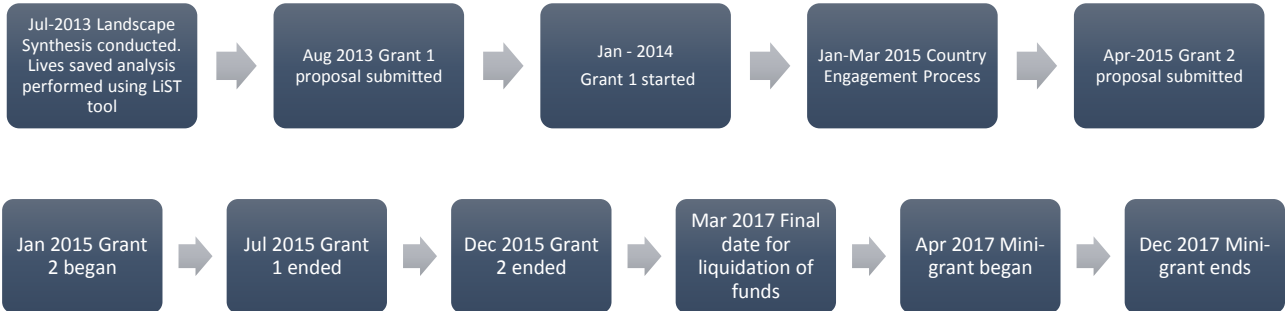 Jul-2013 Landscape
Synthesis conducted.
Lives saved analysis
performed using LiST
tool
Aug 2013 Grant 1
proposal submitted
Jan - 2014
Grant 1 started
Jan-Mar 2015 Country
Engagement Process
Apr-2015 Grant 2
proposal submitted
Jan 2015 Grant
2 began
Jul 2015 Grant
1 ended
Dec 2015 Grant
2 ended
Mar 2017 Final
date for
liquidation of
funds
Apr 2017 Mini-
grant began
Dec 2017 Mini-
grant ends